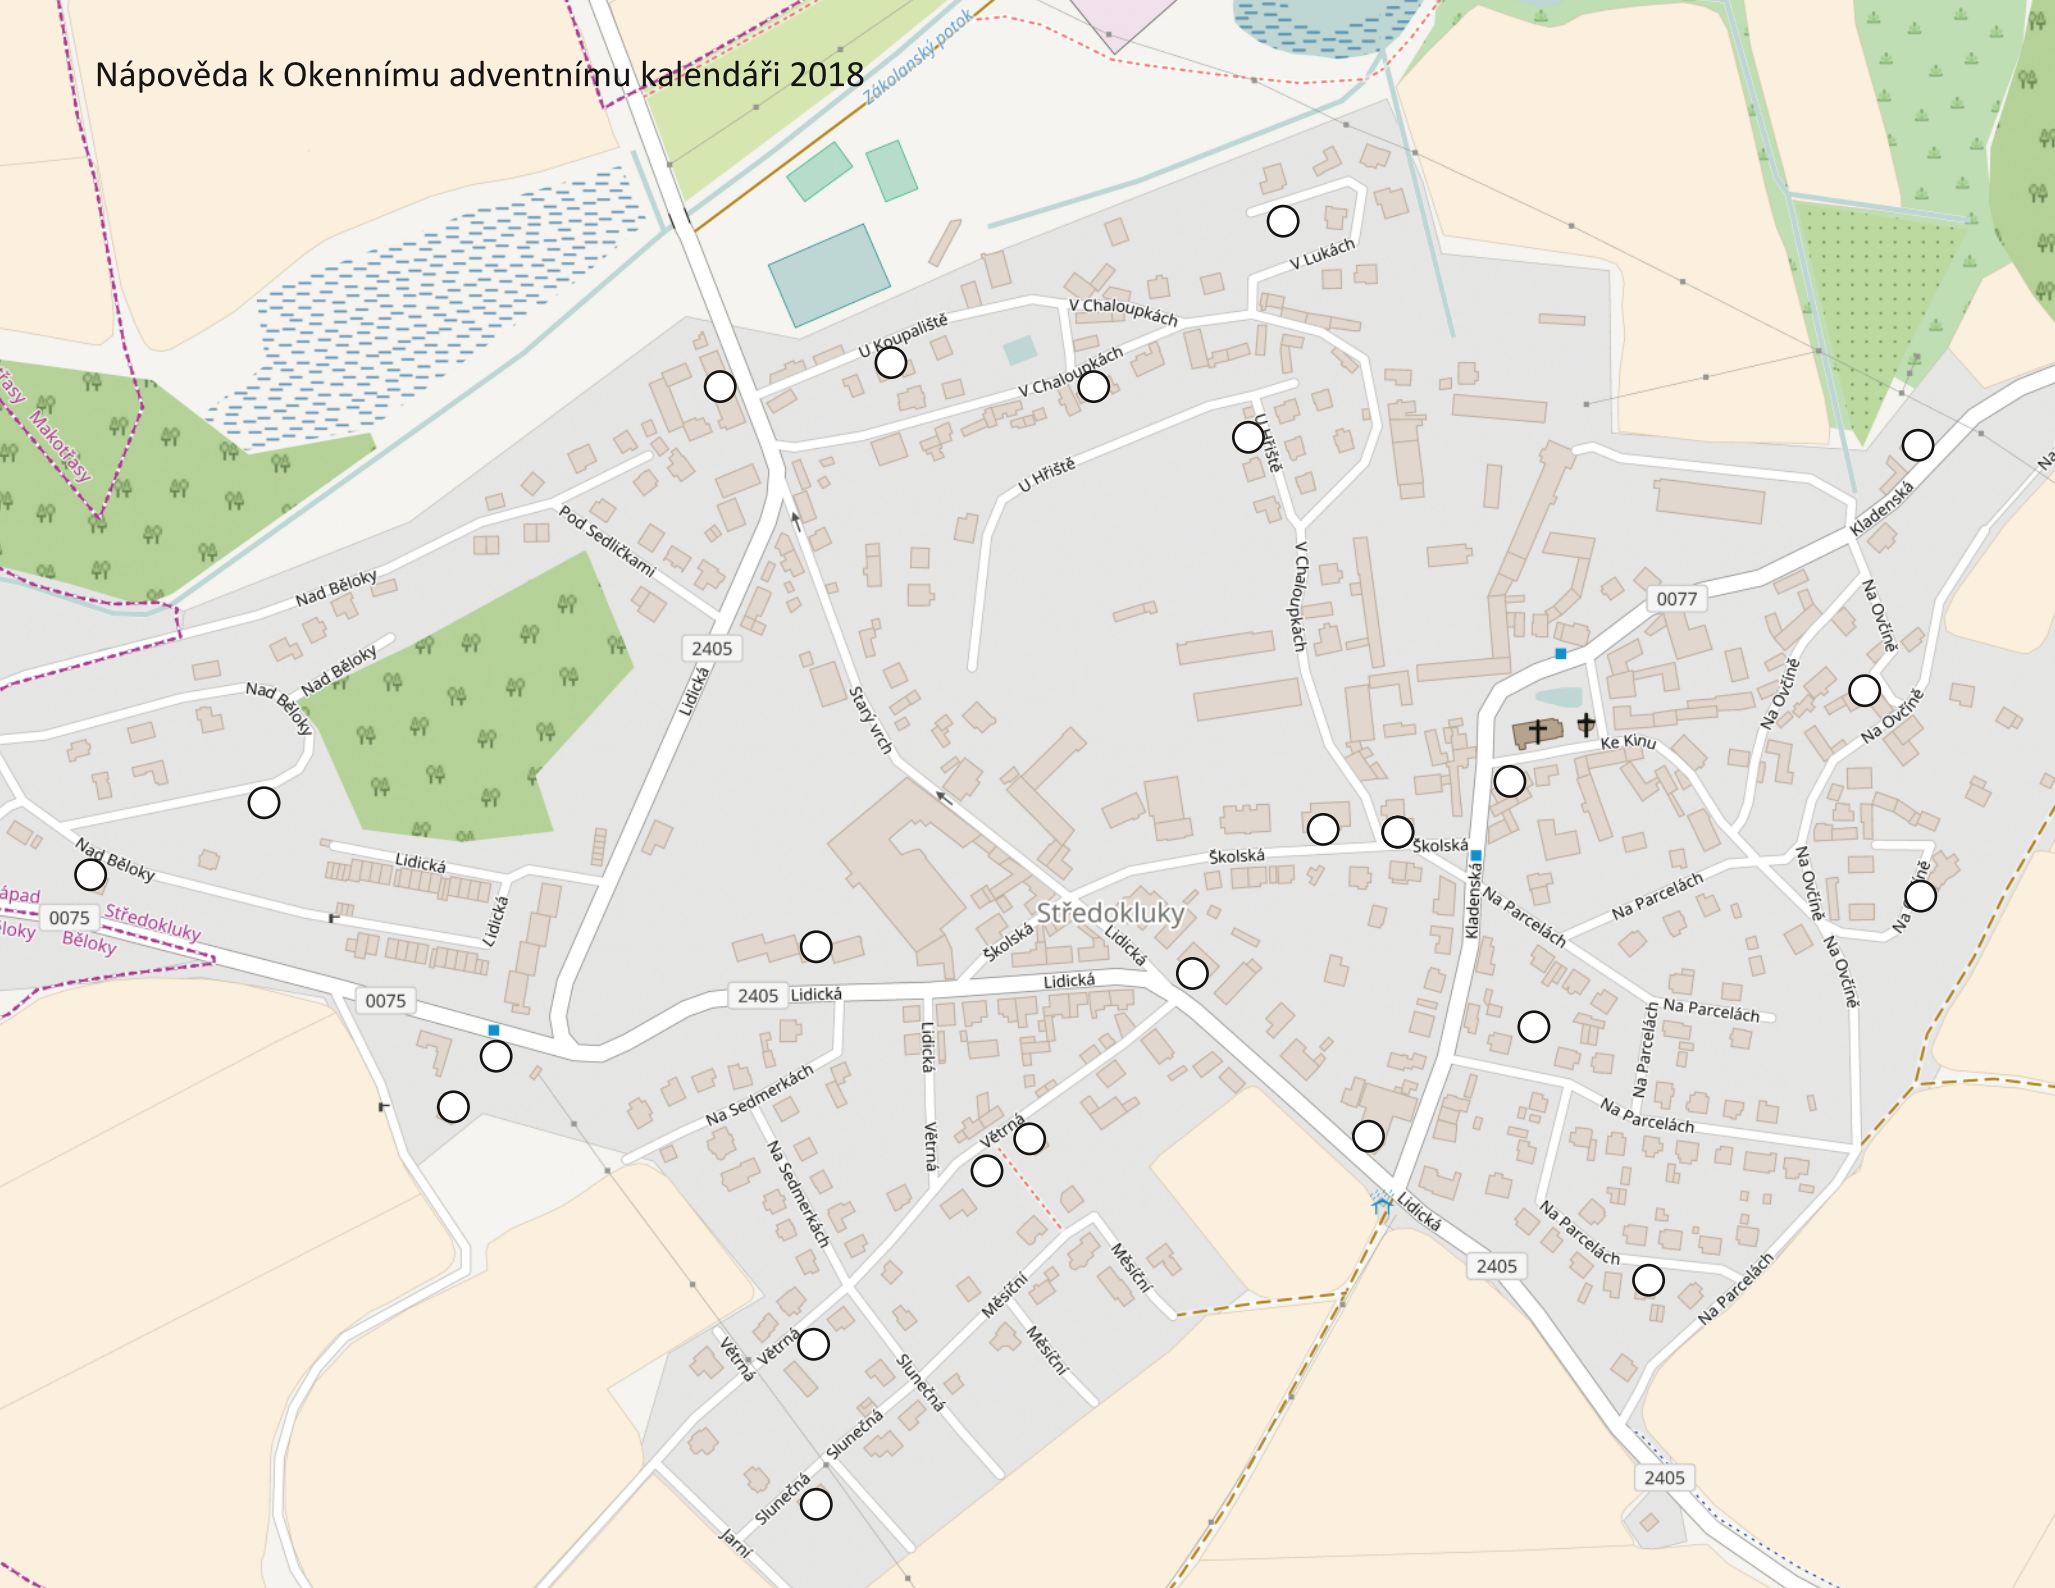 Nápověda k Okennímu adventnímu kalendáři 2018
Zákolanský potok
V Lukách
V Chaloupkách
U Koupaliště
V Chaloupkách
Makotřasy
U Hřiště
U Hřiště
Kladenská
Pod Sedličkami
Nad Běloky
V Chaloupkách
0077
Na Ovčíně
2405
Nad Běloky
Nad Běloky
Lidická
Starý vrch
Na Ovčíně
Na Ovčíně
Ke Kinu
Nad Běloky
Lidická
Školská
Školská
Na Ovčíně
Kladenská
Na Parcelách
Na Parcelách
0075
Středokluky
Běloky
Lidická
Středokluky
Školská
Lidická
Na Ovčíně
0075
2405
Lidická
Lidická
Na Parcelách
Lidická
Na Parcelách
Na Sedmerkách
Větrná
Větrná
Na Parcelách
Na Sedmerkách
Lidická
Na Parcelách
2405
Měsíční
Měsíční
Na Parcelách
Větrná
Větrná
Měsíční
Slunečná
Slunečná
2405
Slunečná
Jarní